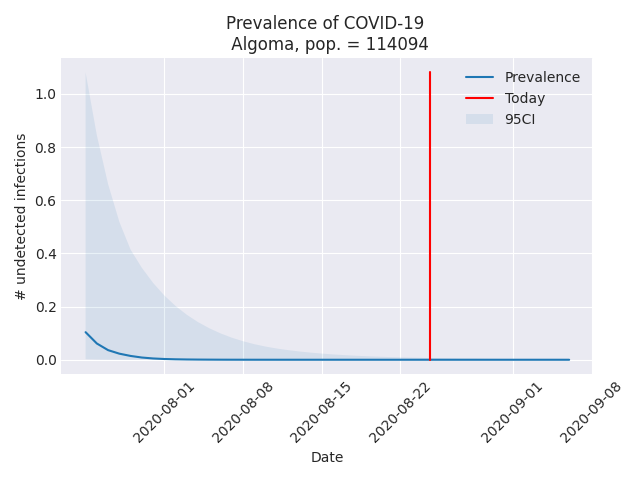 Prevalence of COVID-19
Algoma, pop. = 114094
Prevalence
Today
95CI
# undetected infections
1.0
0.8
0.6
0.4
0.2
0.0
2020-08-01
2020-08-08
2020-08-15
2020-08-22
2020-09-01
2020-09-08
Date